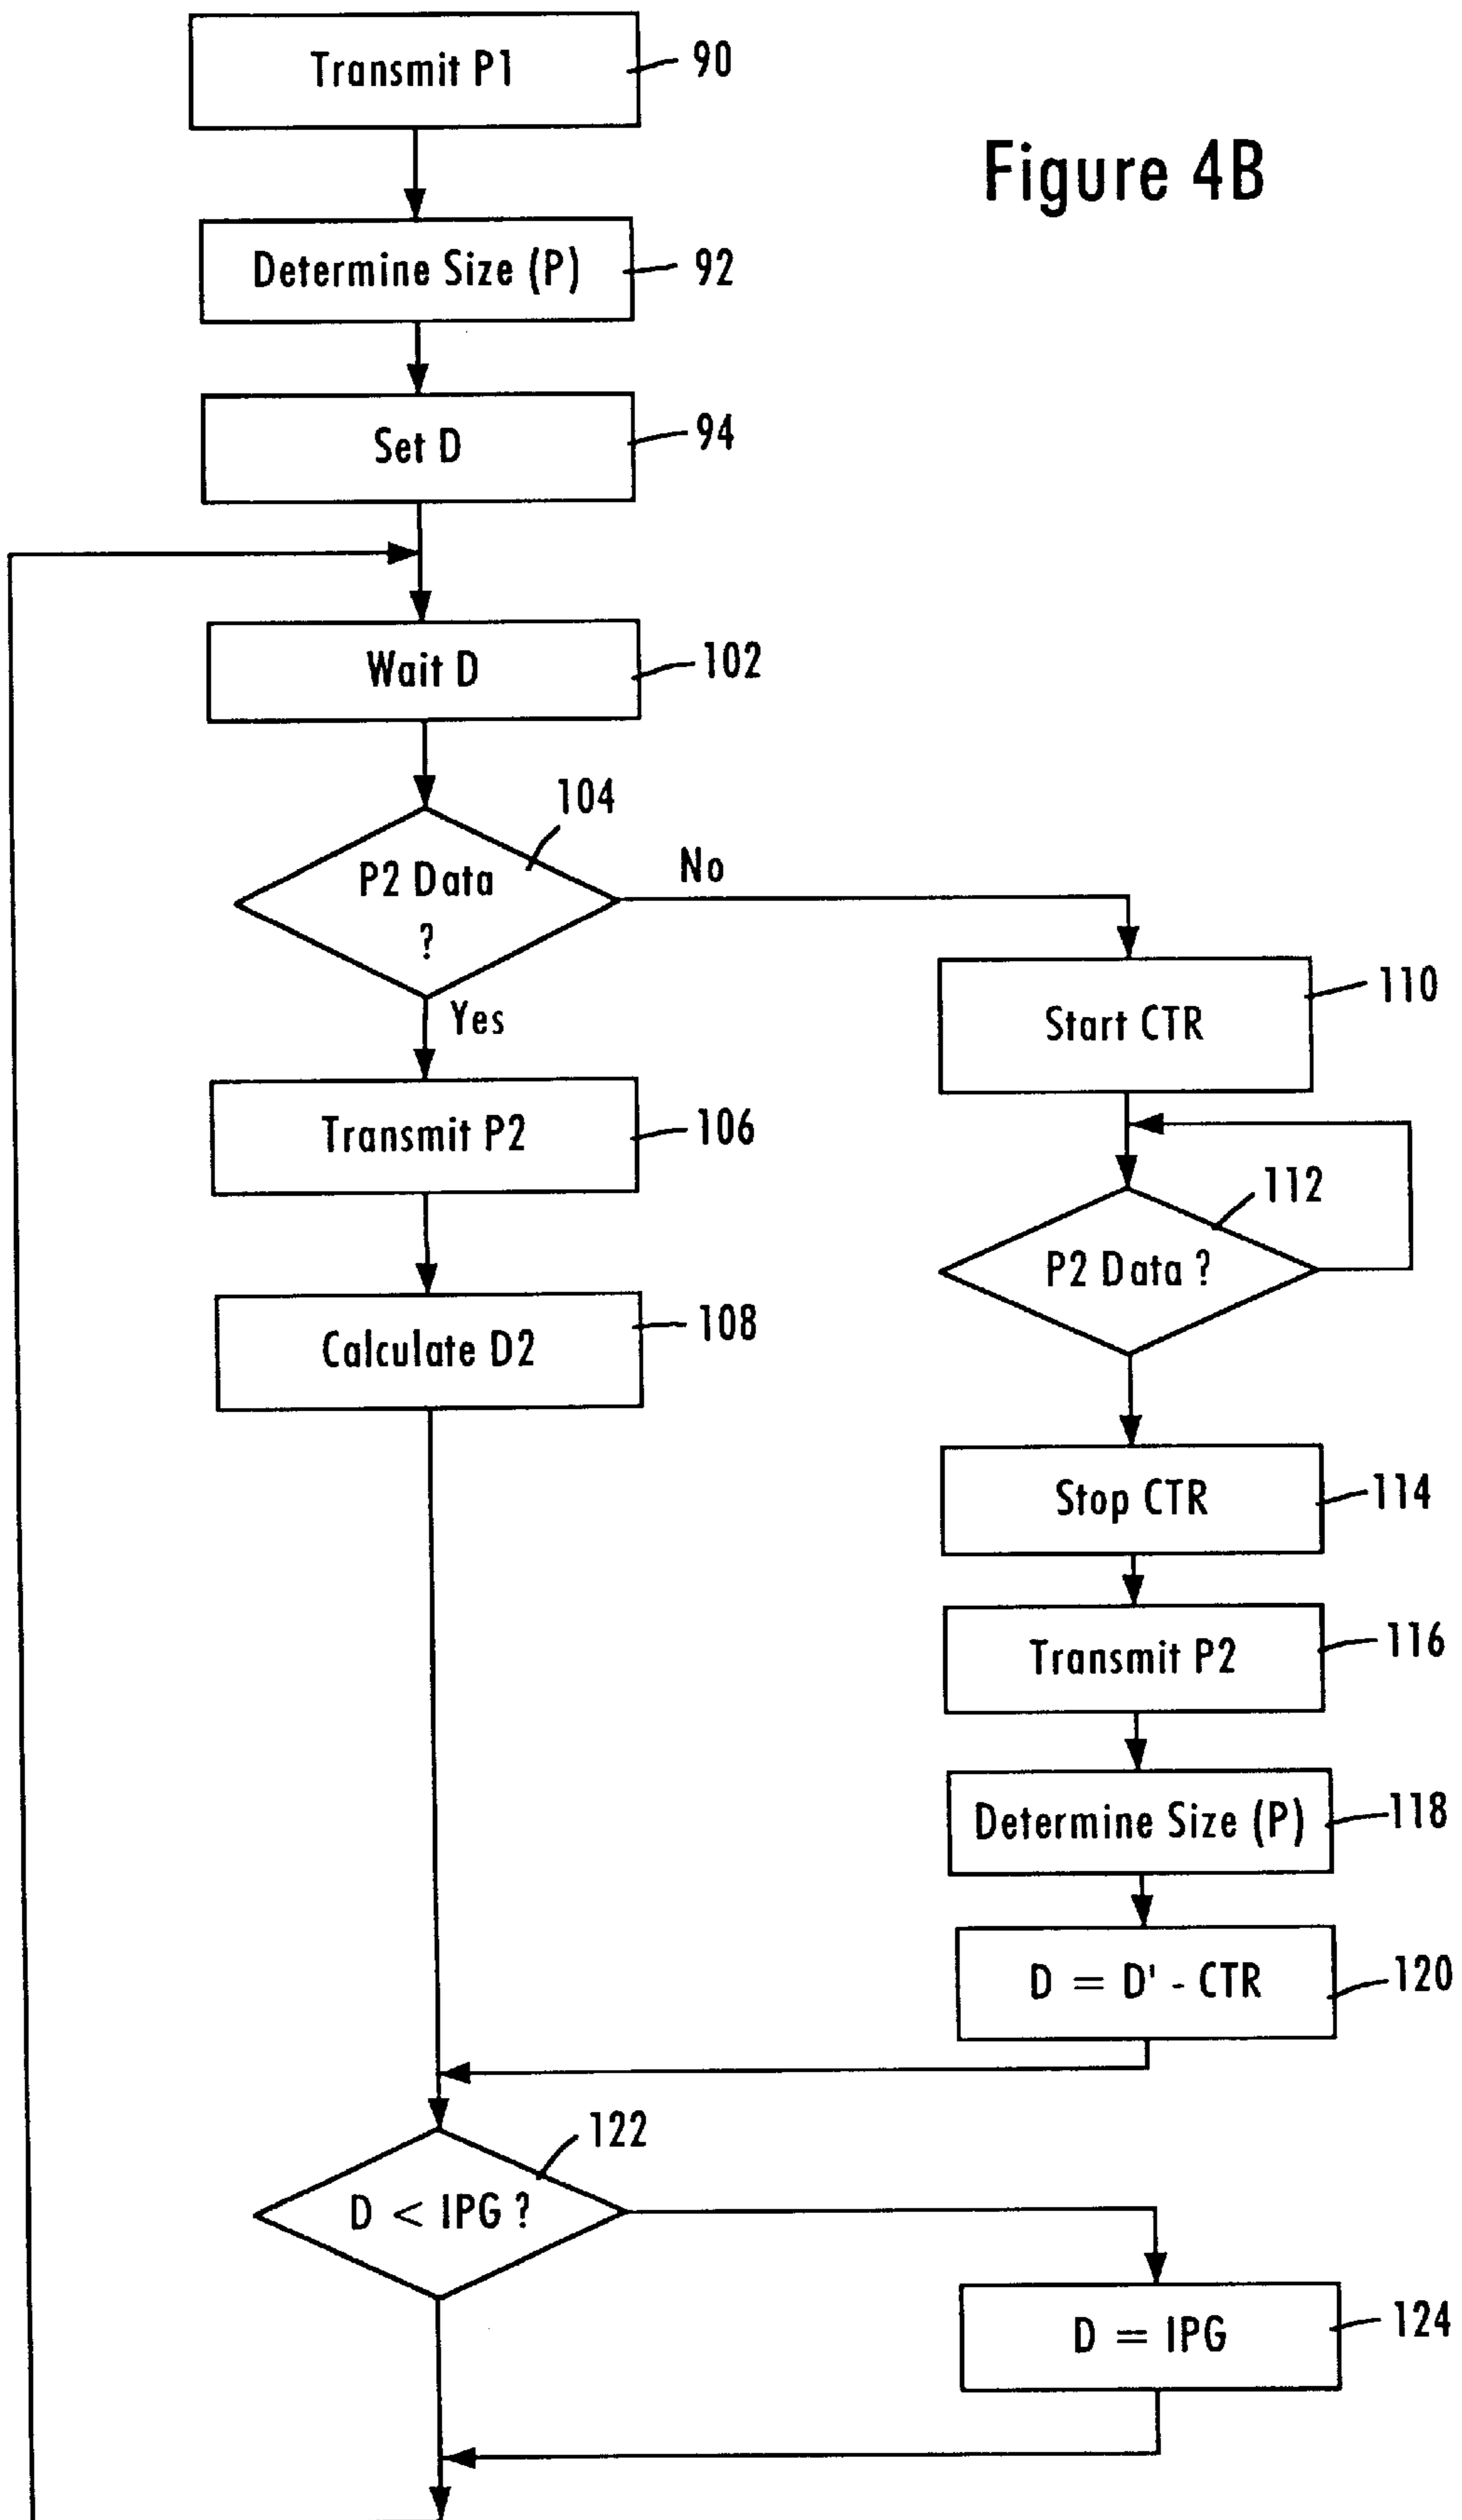 Transmit P1
90
Figure 4B
Determine Size (P)
92
Set D
94
Wait D
102
104
P2 Data
?
No
Yes
Start CTR
110
Transmit P2
106
112
P2 Data ?
Calculate D2
108
Stop CTR
114
Transmit P2
116
Determine Size (P)
118
D = D' - CTR
120
122
D < IPG ?
D = IPG
124